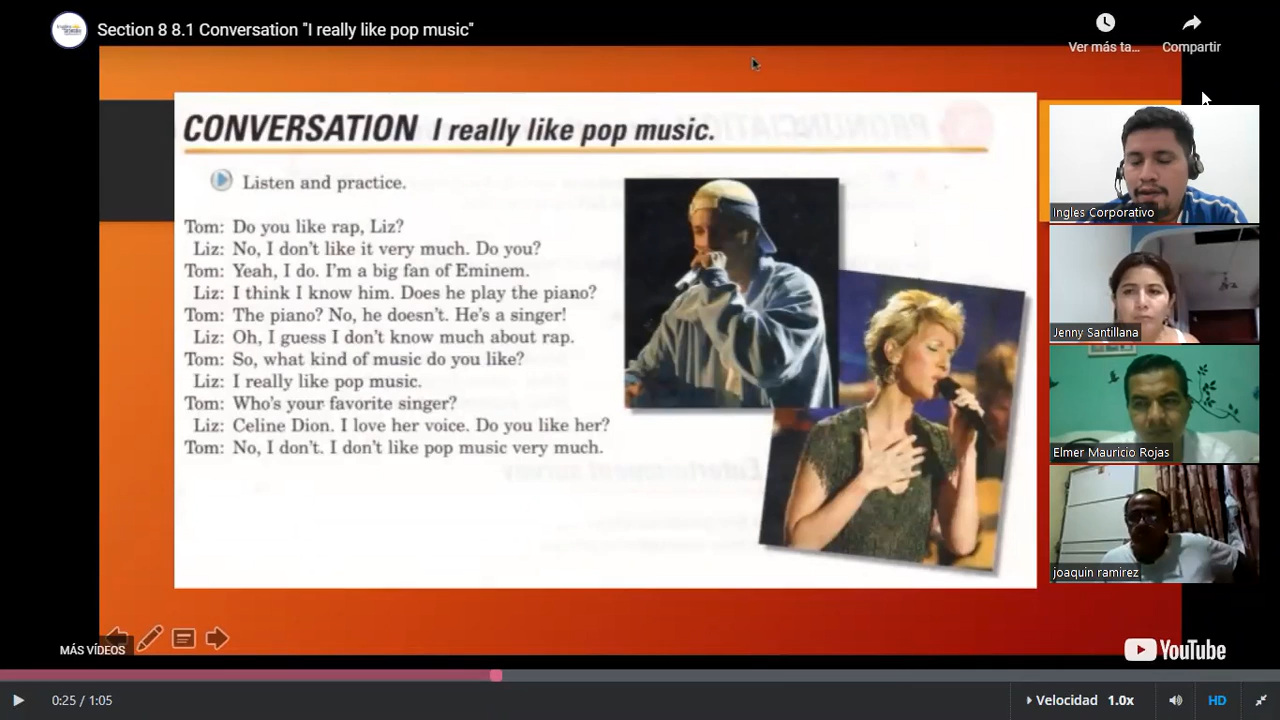 Section 8 8.1 Conversation "I really like pop music"
Ver más ta...
Compartir
CONVERSATION I really like pop music.
Listen and practice.
Tom: Do you like rap, Liz?
Liz: No, I don't like it very much. Do you?
Tom: Yeah, I do. I'm a big fan of Eminem.
Liz: I think I know him. Does he play the piano?
Tom: The piano? No, he doesn't. He's a singer!
Liz: Oh, I guess I don't know much about rap.
Tom: So, what kind of music do you like?
Liz: I really like pop music.
Tom: Who's your favorite singer?
Liz: Celine Dion. I love her voice. Do you like her?
Tom: No, I don't. I don't like pop music very much.
Ingles Corporativo
Jenny Santillana
Elmer Mauricio Rojas
joaquin ramirez
MÁS VÍDEOS
YouTube
0:25 / 1:05
Velocidad 1.0x
HD